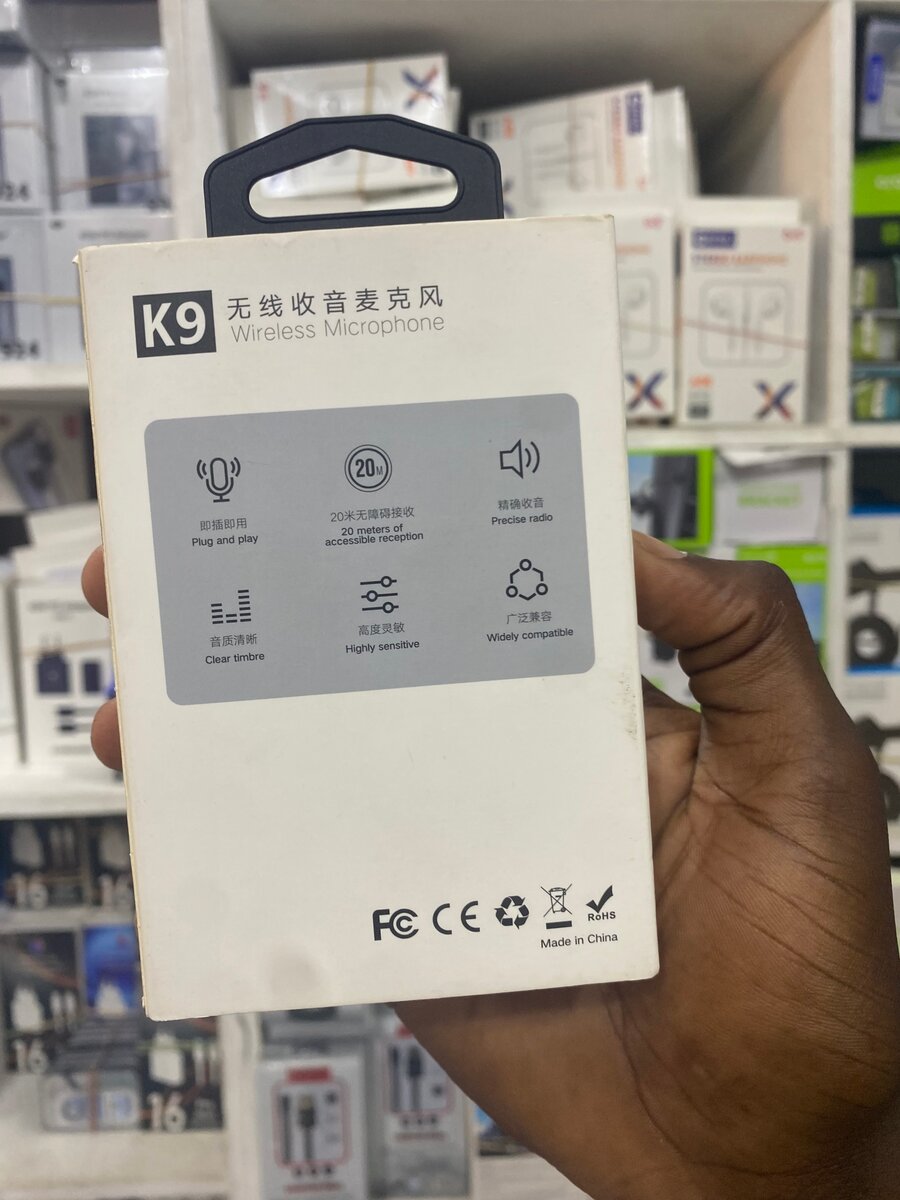 K9
无线收音麦克风
Wireless Microphone
即插即用
Plug and play
20M
20米无障碍接收
20 meters of
accessible reception
精确收音
Precise radio
音质清晰
Clear timbre
高度灵敏
Highly sensitive
广泛兼容
Widely compatible
FC CE
RoHS
Made in China
X
X
X
16
16
16